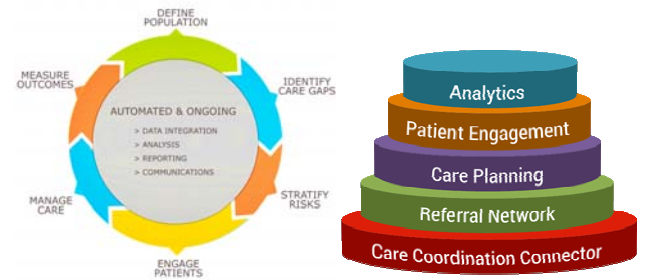 DEFINE
POPULATION
IDENTIFY
CARE GAPS
STRATIFY
RISKS
ENGAGE
PATIENTS
MANAGE
CARE
MEASURE
OUTCOMES
AUTOMATED & ONGOING
> DATA INTEGRATION
> ANALYSIS
> REPORTING
> COMMUNICATIONS
Analytics
Patient Engagement
Care Planning
Referral Network
Care Coordination Connector